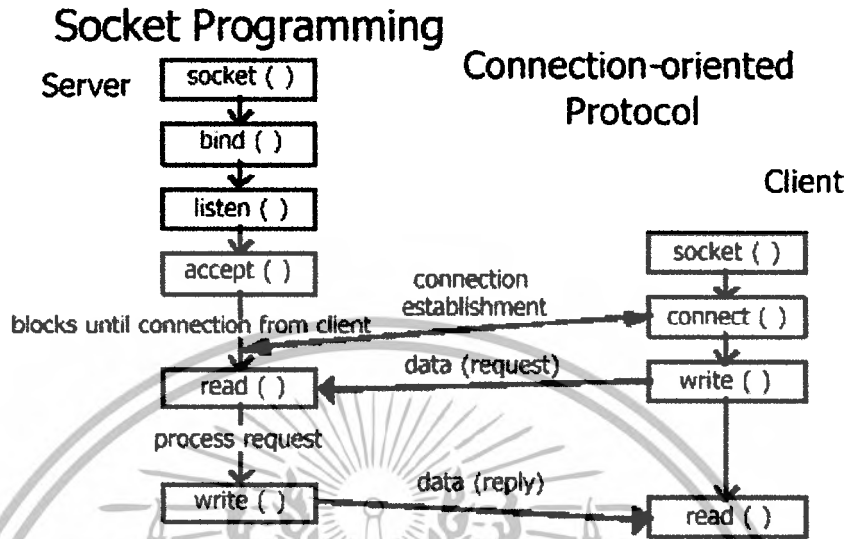 Socket Programming
Server
socket ( )
Connection-oriented
Protocol
bind ( )
listen ( )
Client
accept ( )
socket ( )
connection
establishment
connect ( )
blocks until connection from client
data (request)
read ( )
write ( )
process request
data (reply)
write ( )
read ( )